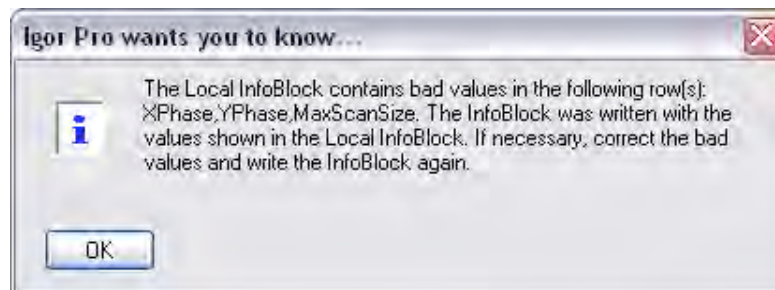 Igor Pro wants you to know...
The Local InfoBlock contains bad values in the following row(s):
XPhase,YPhase,MaxScanSize. The InfoBlock was written with the
values shown in the Local InfoBlock. If necessary, correct the bad
values and write the InfoBlock again.
OK